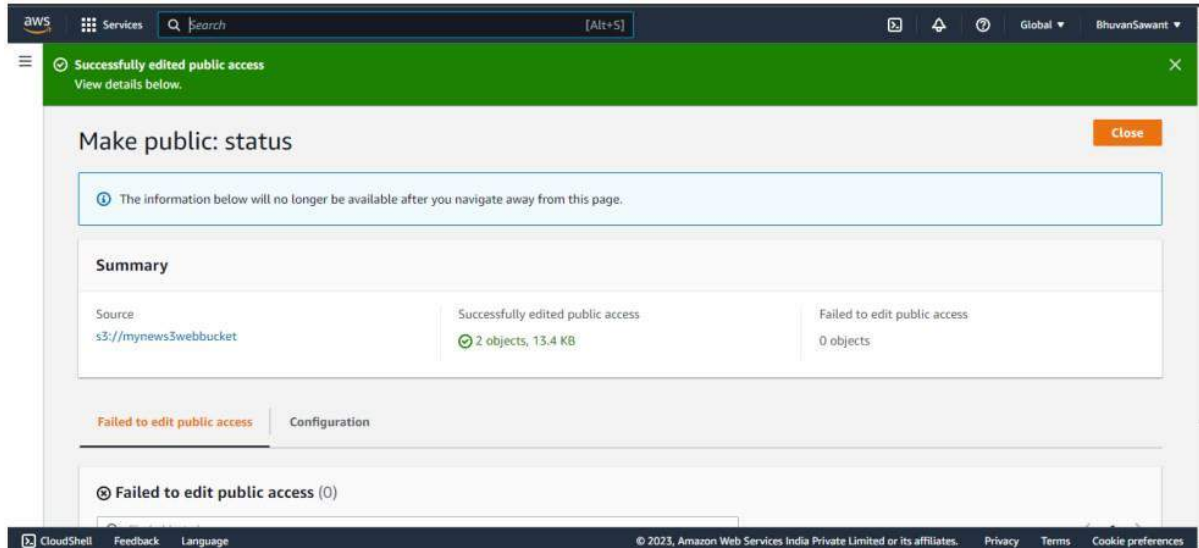 aws Services Search [Alt+S] Global BhuvanSawant
Successfully edited public access
View details below.
Make public: status
Close
The information below will no longer be available after you navigate away from this page.
Summary
Source Successfully edited public access Failed to edit public access
s3://mynews3webbucket 2 objects, 13.4 KB 0 objects
Failed to edit public access Configuration
Failed to edit public access (0)
CloudShell Feedback Language © 2023, Amazon Web Services India Private Limited or its affiliates. Privacy Terms Cookie preferences